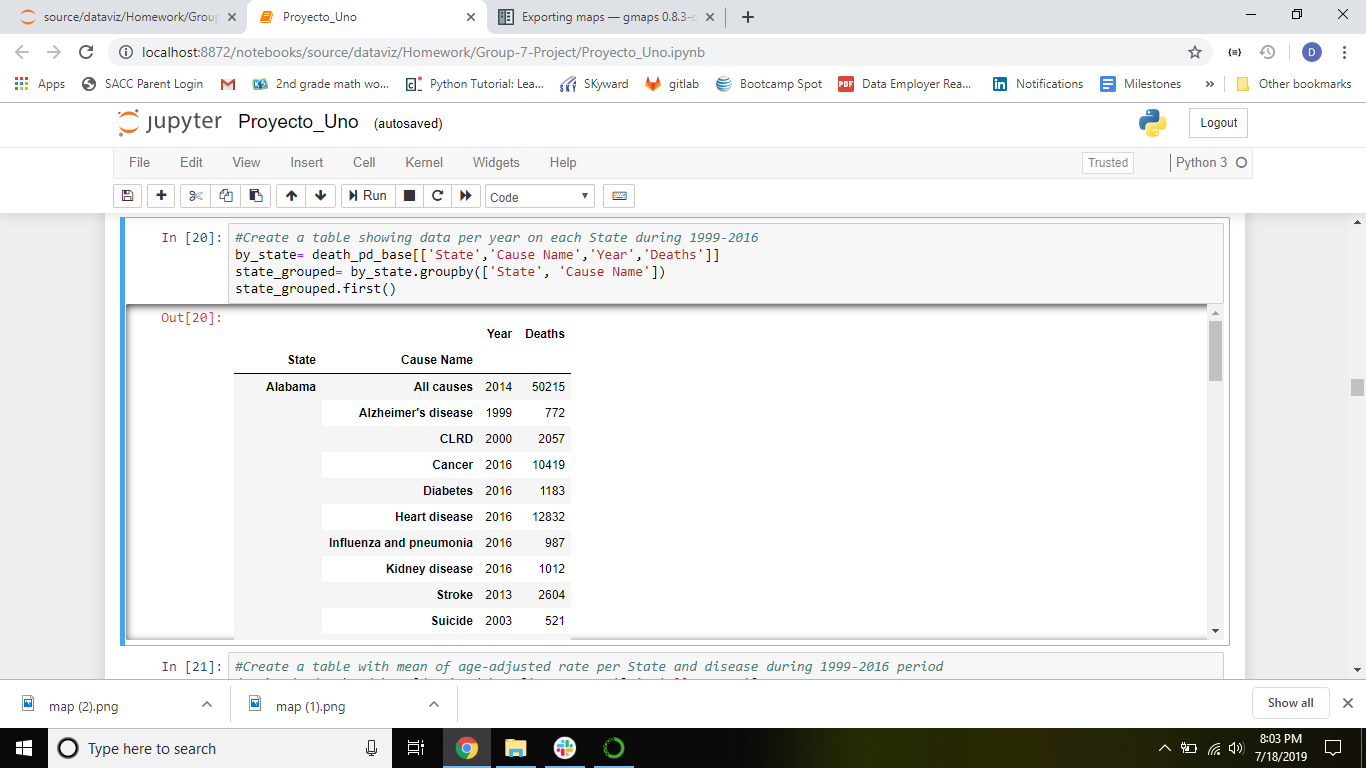 source/dataviz/Homework/Grou
Proyecto_Uno
Exporting maps — gmaps 0.8.3-
localhost:8872/notebooks/source/dataviz/Homework/Group-7-Project/Proyecto_Uno.ipynb
D
Apps
SACC Parent Login
2nd grade math wo...
Python Tutorial: Lea...
SKyward
gitlab
Bootcamp Spot
PDF
Data Employer Rea...
in
Notifications
Milestones
»
Other bookmarks
jupyter Proyecto_Uno (autosaved)
Logout
File Edit View Insert Cell Kernel Widgets Help
Trusted
Python 3
Run
Code
In [20]:
#Create a table showing data per year on each State during 1999-2016
by_state= death_pd_base[['State','Cause Name','Year','Deaths']]
state_grouped= by_state.groupby(['State', 'Cause Name'])
state_grouped.first()
Out[20]:
Year Deaths
State Cause Name
Alabama All causes 2014 50215
Alzheimer's disease 1999 772
CLRD 2000 2057
Cancer 2016 10419
Diabetes 2016 1183
Heart disease 2016 12832
Influenza and pneumonia 2016 987
Kidney disease 2016 1012
Stroke 2013 2604
Suicide 2003 521
In [21]:
#Create a table with mean of age-adjusted rate per State and disease during 1999-2016 period
map (2).png
map (1).png
Show all
Type here to search
8:03 PM
7/18/2019